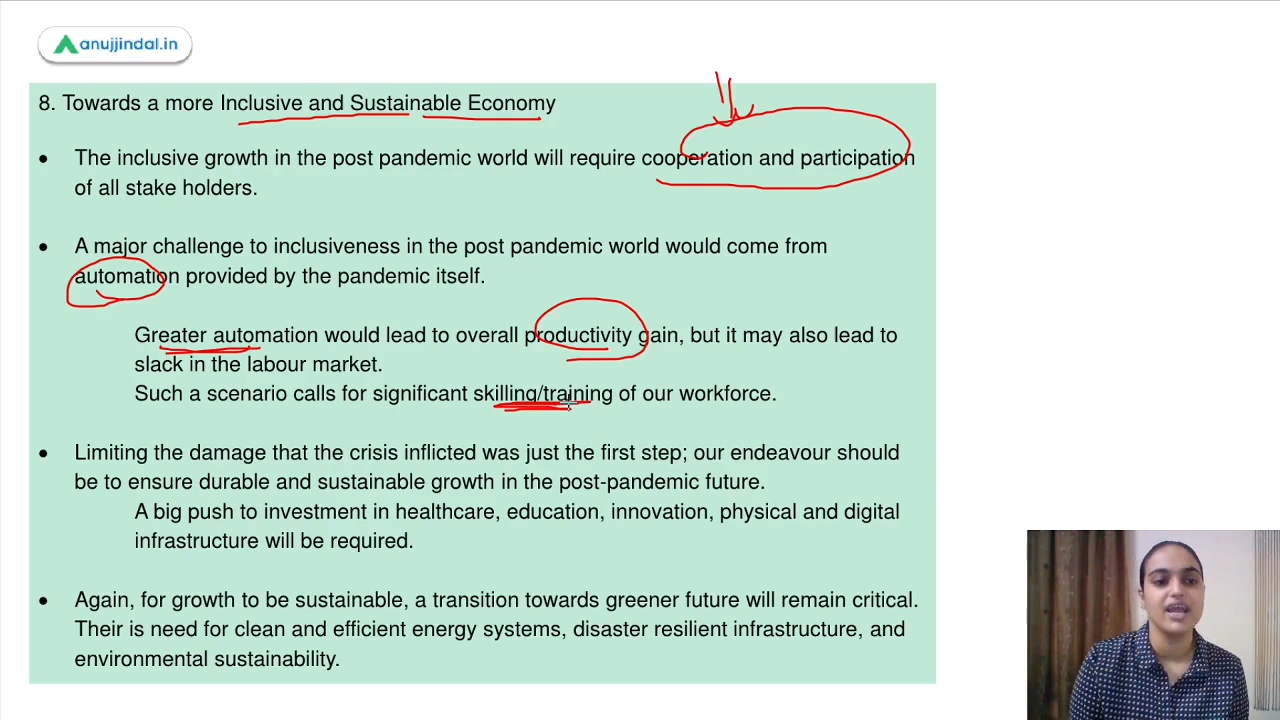 anujjindal.in
8. Towards a more Inclusive and Sustainable Economy
• The inclusive growth in the post pandemic world will require cooperation and participation
of all stake holders.
• A major challenge to inclusiveness in the post pandemic world would come from
automation provided by the pandemic itself.
Greater automation would lead to overall productivity gain, but it may also lead to
slack in the labour market.
Such a scenario calls for significant skilling/training of our workforce.
• Limiting the damage that the crisis inflicted was just the first step; our endeavour should
be to ensure durable and sustainable growth in the post-pandemic future.
A big push to investment in healthcare, education, innovation, physical and digital
infrastructure will be required.
• Again, for growth to be sustainable, a transition towards greener future will remain critical.
Their is need for clean and efficient energy systems, disaster resilient infrastructure, and
environmental sustainability.